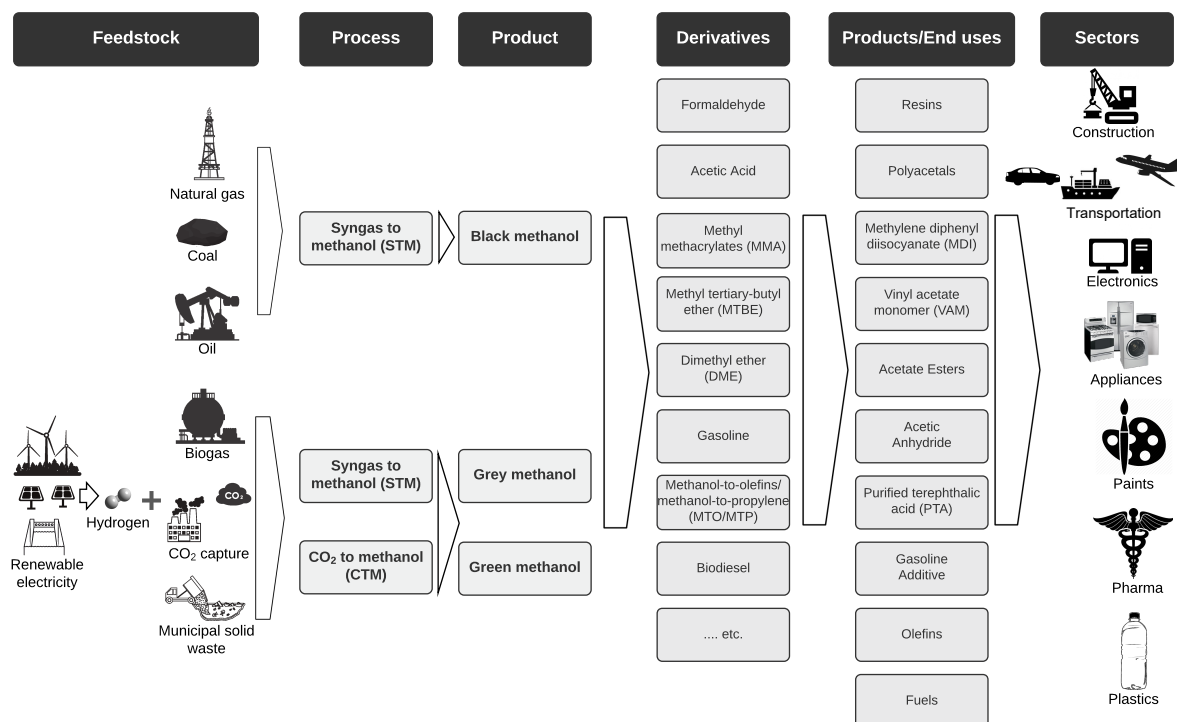 Feedstock
Process
Product
Derivatives
Products/End uses
Sectors
Natural gas
Coal
Oil
Biogas
CO₂
Hydrogen
CO₂ capture
Renewable
electricity
Municipal solid
waste
Syngas to
methanol (STM)
Syngas to
methanol (STM)
CO₂ to methanol
(CTM)
Black methanol
Grey methanol
Green methanol
Formaldehyde
Acetic Acid
Methyl
methacrylates (MMA)
Methyl tertiary-butyl
ether (MTBE)
Dimethyl ether
(DME)
Gasoline
Methanol-to-olefins/
methanol-to-propylene
(MTO/MTP)
Biodiesel
.... etc.
Resins
Polyacetals
Methylene diphenyl
diisocyanate (MDI)
Vinyl acetate
monomer (VAM)
Acetate Esters
Acetic
Anhydride
Purified terephthalic
acid (PTA)
Gasoline
Additive
Olefins
Fuels
Construction
Transportation
Electronics
Appliances
Paints
Pharma
Plastics